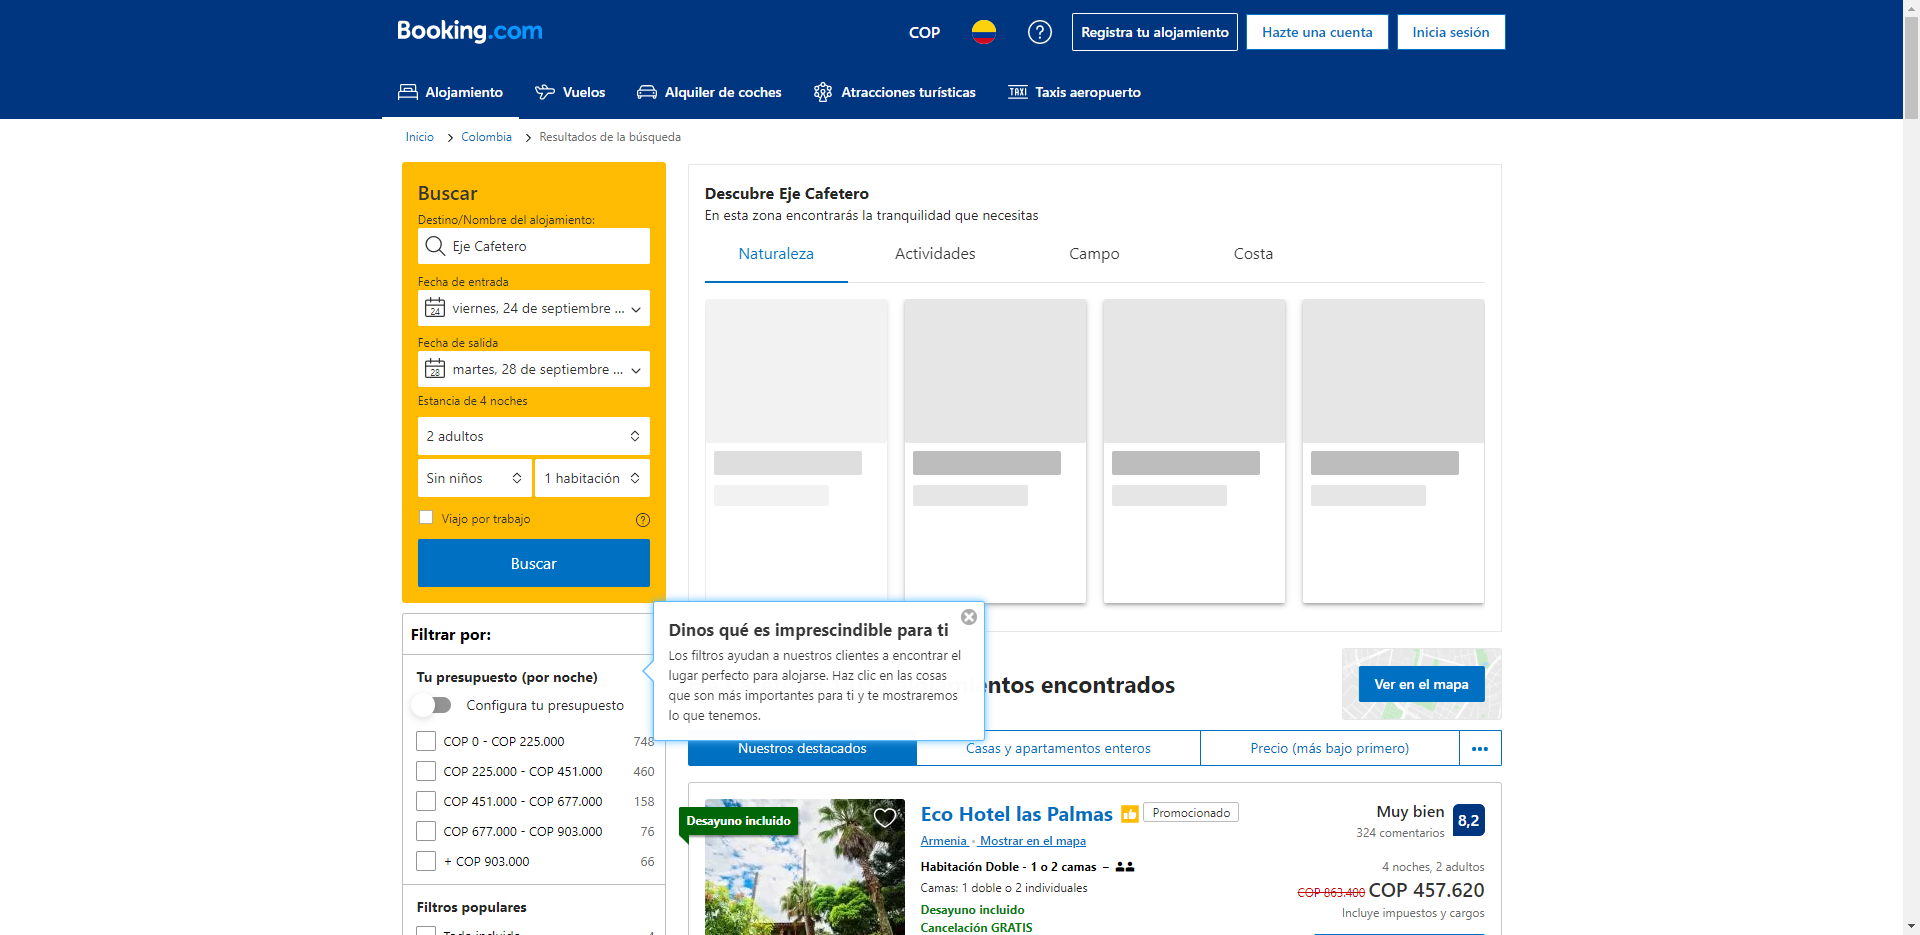 Booking.com
COP
Registra tu alojamiento
Hazte una cuenta
Inicia sesión
Alojamiento
Vuelos
Alquiler de coches
Atracciones turísticas
TAXI
Taxis aeropuerto
Inicio
Colombia
Resultados de la búsqueda
Buscar
Destino/Nombre del alojamiento:
Eje Cafetero
Fecha de entrada
24
viernes, 24 de septiembre ...
Fecha de salida
28
martes, 28 de septiembre ...
Estancia de 4 noches
2 adultos
Sin niños
1 habitación
Viajo por trabajo
Buscar
Descubre Eje Cafetero
En esta zona encontrarás la tranquilidad que necesitas
Naturaleza
Actividades
Campo
Costa
Filtrar por:
Tu presupuesto (por noche)
Configura tu presupuesto
COP 0 - COP 225.000 748
COP 225.000 - COP 451.000 460
COP 451.000 - COP 677.000 158
COP 677.000 - COP 903.000 76
+ COP 903.000 66
Filtros populares
Dinos qué es imprescindible para ti
Los filtros ayudan a nuestros clientes a encontrar el
lugar perfecto para alojarse. Haz clic en las cosas
que son más importantes para ti y te mostraremos
lo que tenemos.
encontrados
Ver en el mapa
Nuestros destacados
Casas y apartamentos enteros
Precio (más bajo primero)
Desayuno incluido
Eco Hotel las Palmas
Promocionado
Armenia • Mostrar en el mapa
Habitación Doble - 1 o 2 camas –
Camas: 1 doble o 2 individuales
Desayuno incluido
Cancelación GRATIS
Muy bien
324 comentarios
8,2
4 noches, 2 adultos
COP 863.400 COP 457.620
Incluye impuestos y cargos